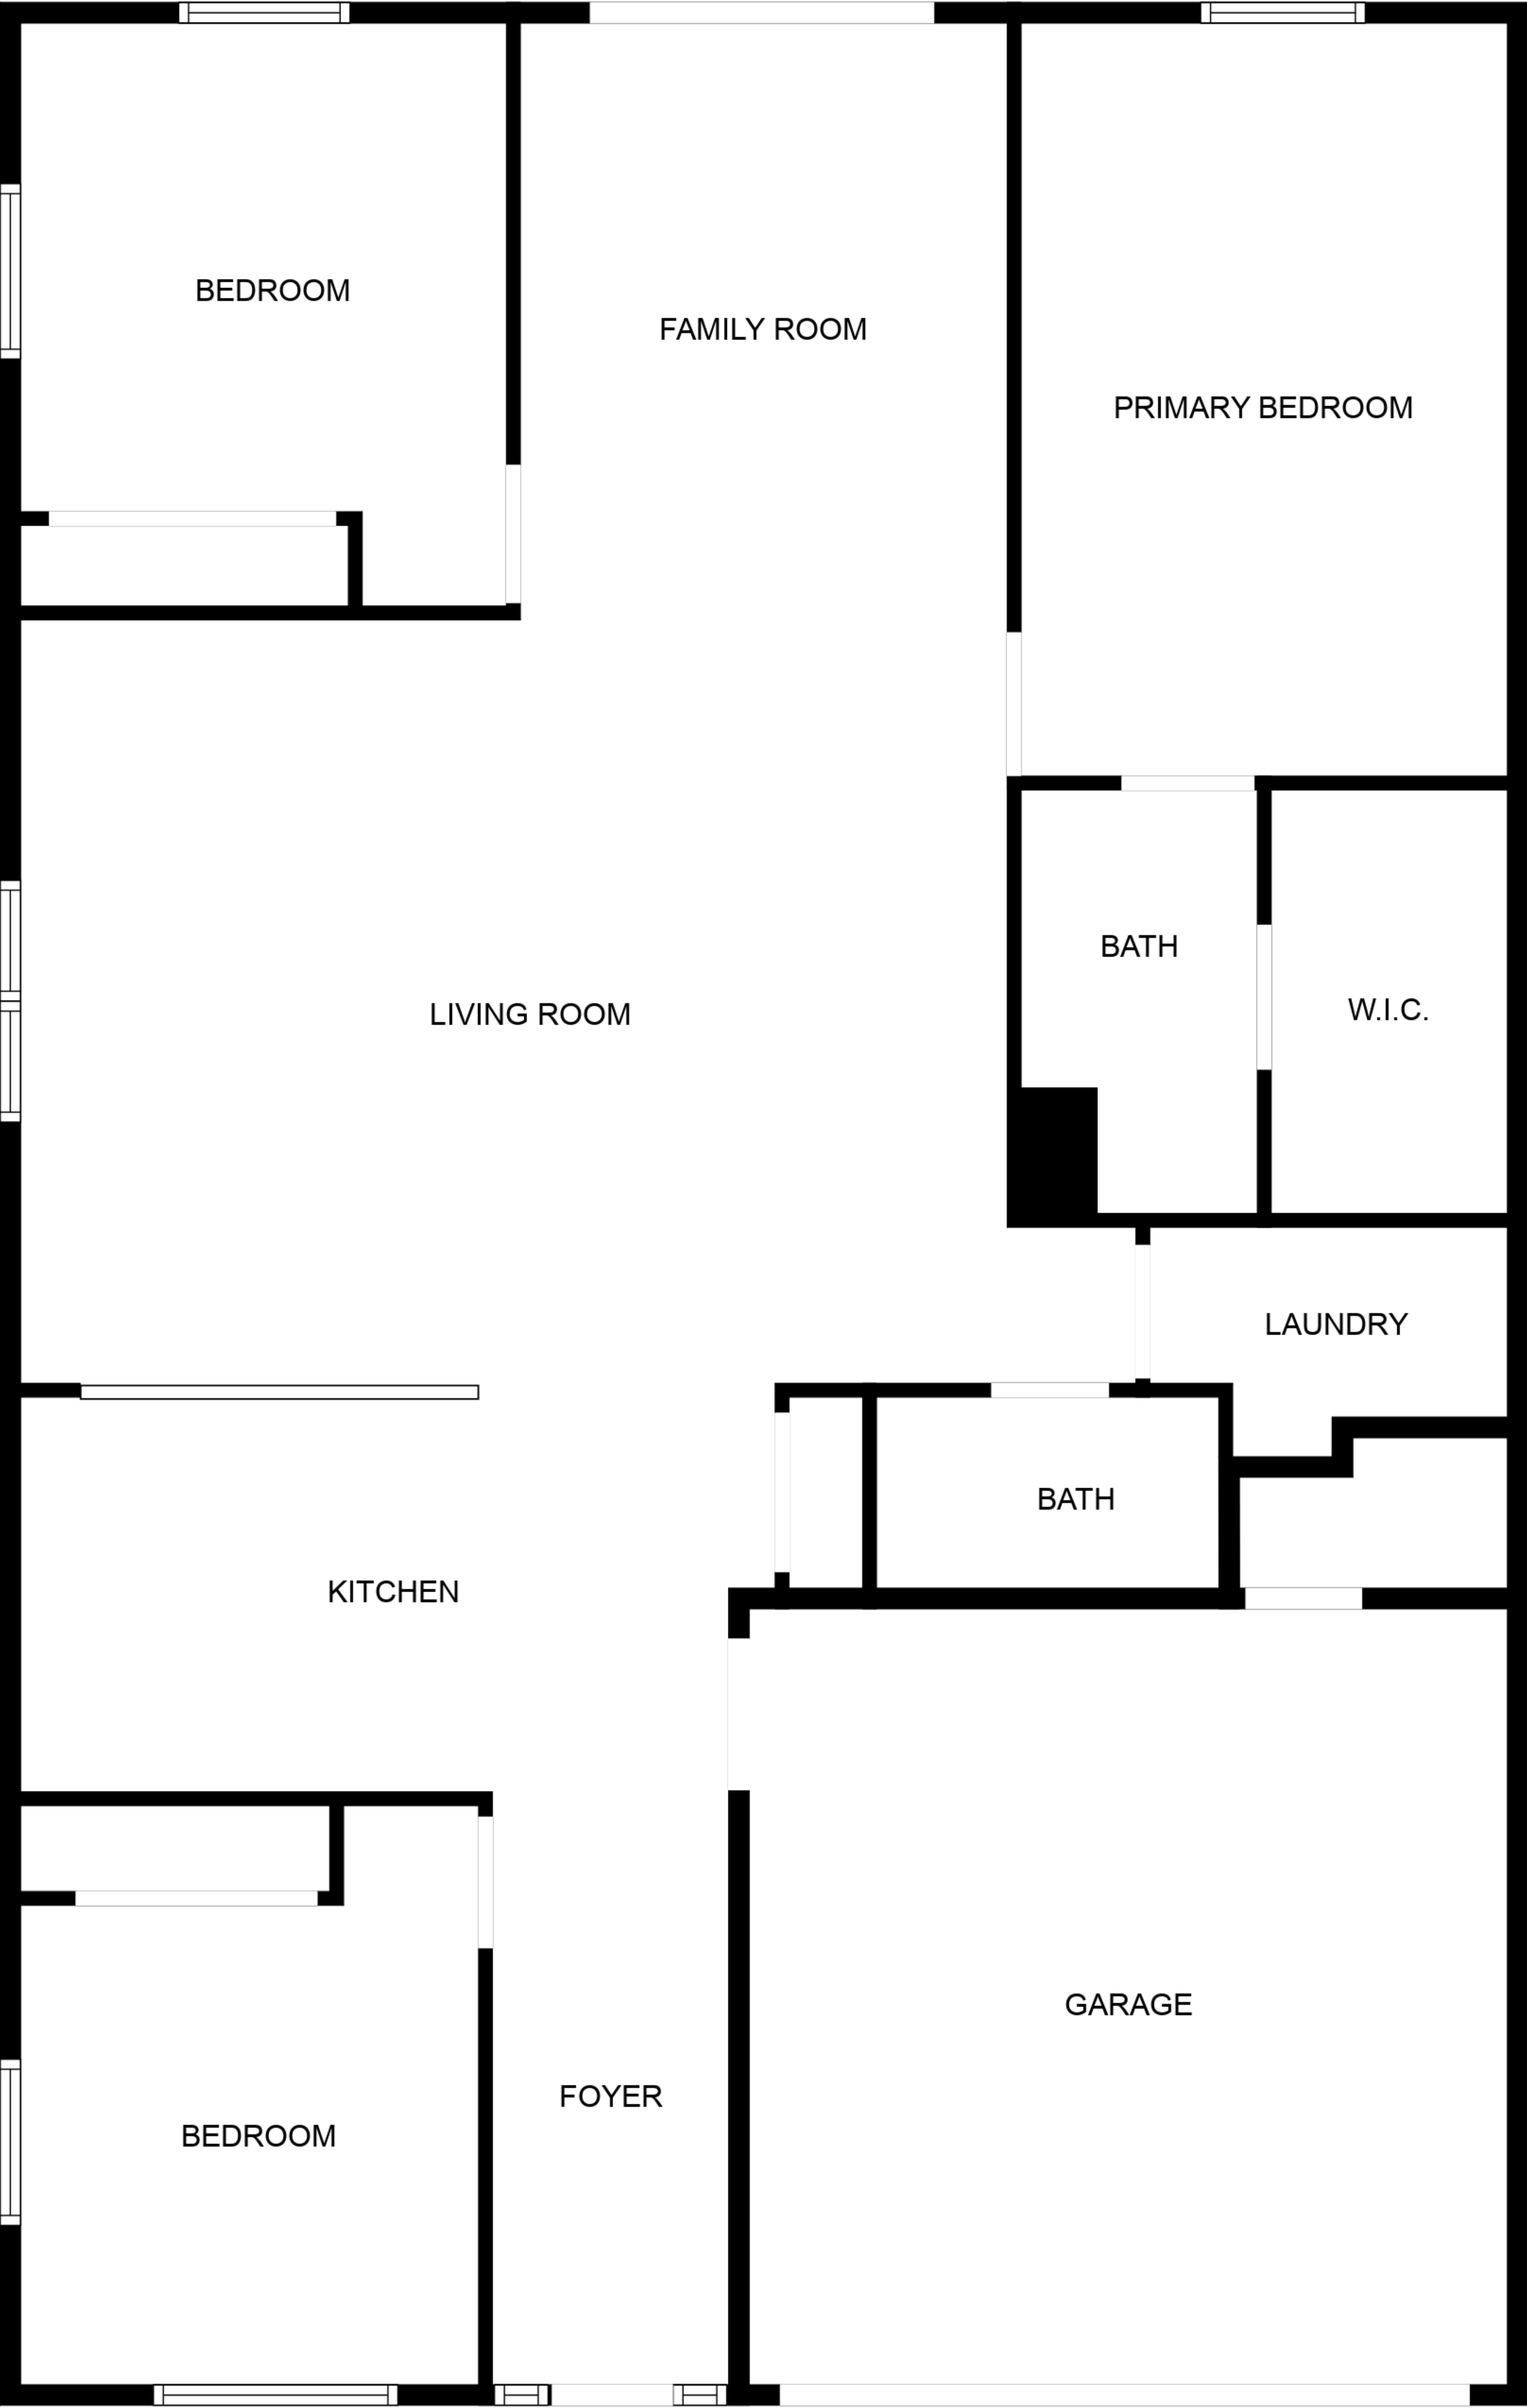 BEDROOM
FAMILY ROOM
PRIMARY BEDROOM
BATH
W.I.C.
LIVING ROOM
LAUNDRY
BATH
KITCHEN
GARAGE
FOYER
BEDROOM